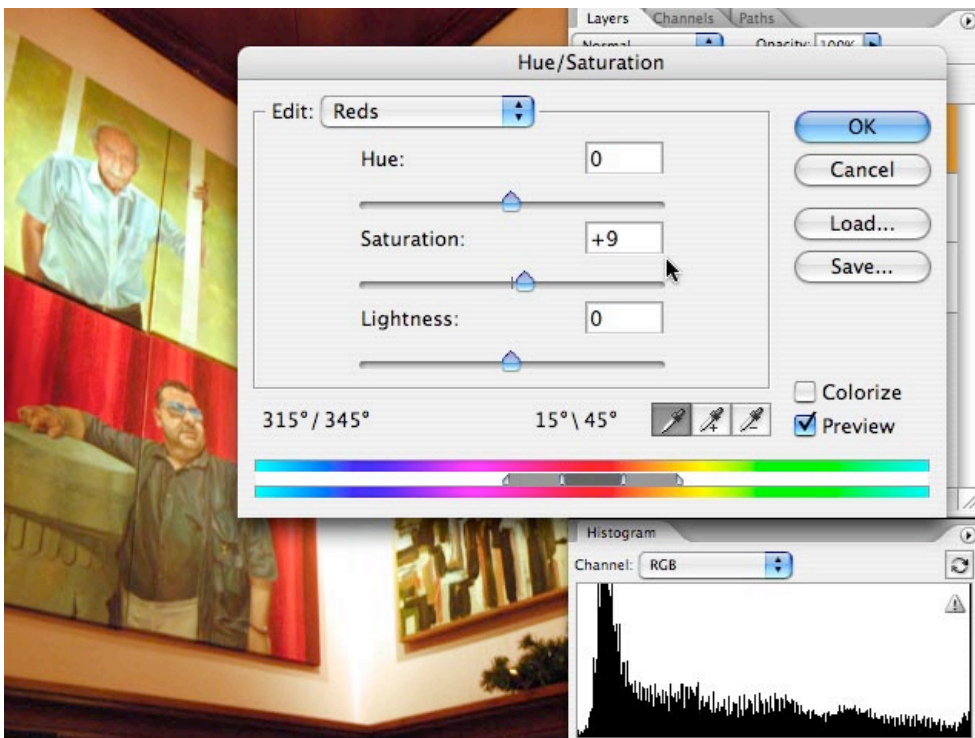 Layers Channels Paths
Normal Opacity: 100%
Hue/Saturation
Edit: Reds
OK
Hue: 0
Cancel
Load...
Saturation: +9
Save...
Lightness: 0
Colorize
315°/345° 15°\45°
Preview
Histogram
Channel: RGB